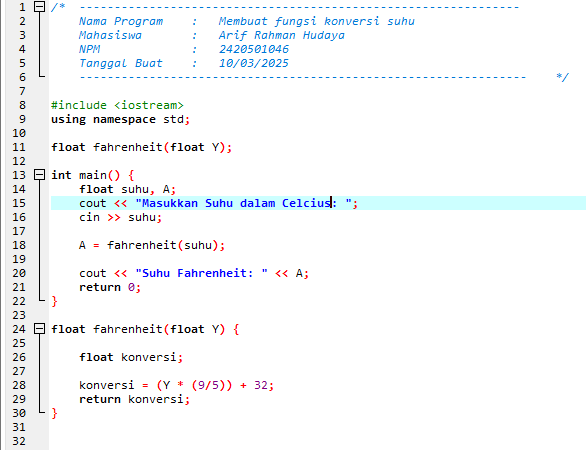 1 /* ---------------------------------------------------------------
2 Nama Program : Membuat fungsi konversi suhu
3 Mahasiswa : Arif Rahman Hudaya
4 NPM : 2420501046
5 Tanggal Buat : 10/03/2025
6 ---------------------------------------------------------------- */
7
8 #include <iostream>
9 using namespace std;
10
11 float fahrenheit(float Y);
12
13 int main() {
14 float suhu, A;
15 cout << "Masukkan Suhu dalam Celcius: ";
16 cin >> suhu;
17
18 A = fahrenheit(suhu);
19
20 cout << "Suhu Fahrenheit: " << A;
21 return 0;
22 }
23
24 float fahrenheit(float Y) {
25
26 float konversi;
27
28 konversi = (Y * (9/5)) + 32;
29 return konversi;
30 }
31
32